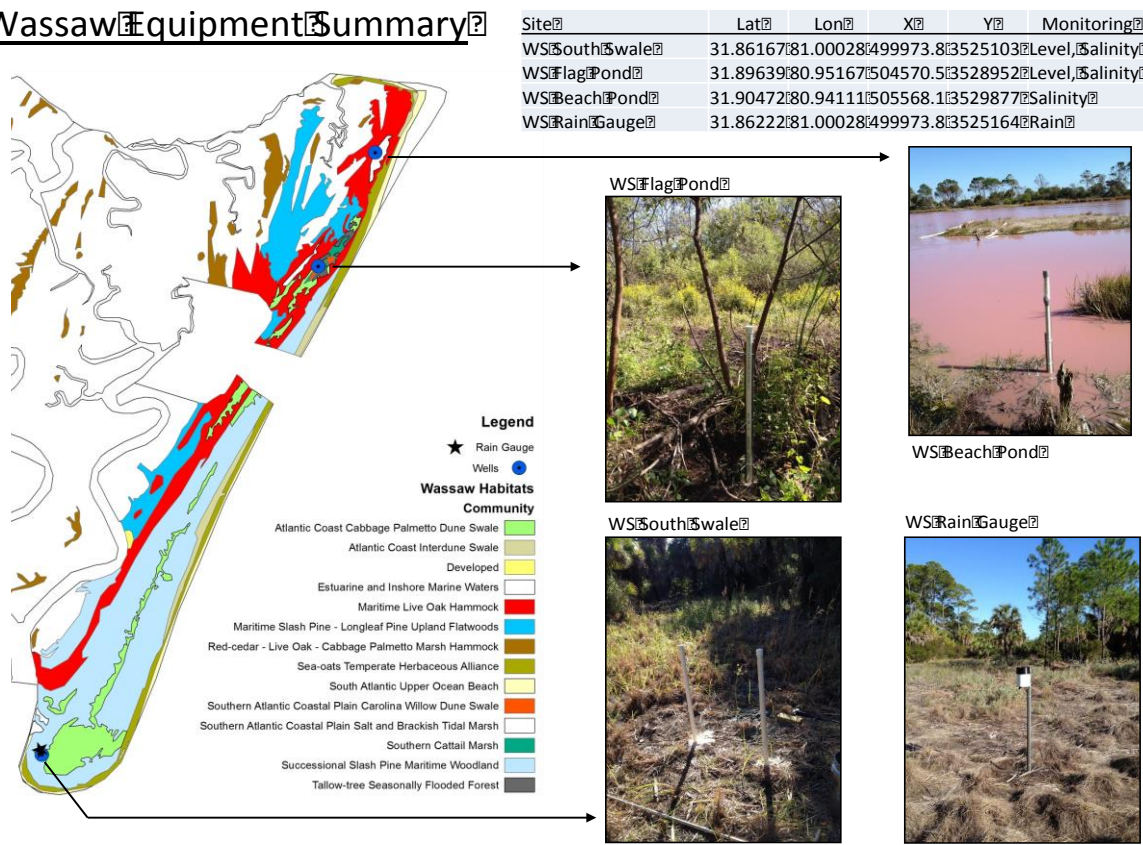 Wassaw Equipment Summary
Site Lat Lon X Y Monitoring
WS South Swale 31.86167 81.00028 499973.8 3525103 Level, Salinity
WS Flag Pond 31.89639 80.95167 504570.5 3528952 Level, Salinity
WS Beach Pond 31.90472 80.94111 505568.1 3529877 Salinity
WS Rain Gauge 31.86222 81.00028 499973.8 3525164 Rain
WS Flag Pond
WS Beach Pond
Legend
Rain Gauge
Wells
Wassaw Habitats
Community
Atlantic Coast Cabbage Palmetto Dune Swale
Atlantic Coast Interdune Swale
Developed
Estuarine and Inshore Marine Waters
Maritime Live Oak Hammock
Maritime Slash Pine - Longleaf Pine Upland Flatwoods
Red-cedar - Live Oak - Cabbage Palmetto Marsh Hammock
Sea-oats Temperate Herbaceous Alliance
South Atlantic Upper Ocean Beach
Southern Atlantic Coastal Plain Carolina Willow Dune Swale
Southern Atlantic Coastal Plain Salt and Brackish Tidal Marsh
Southern Cattail Marsh
Successional Slash Pine Maritime Woodland
Tallow-tree Seasonally Flooded Forest
WS South Swale
WS Rain Gauge